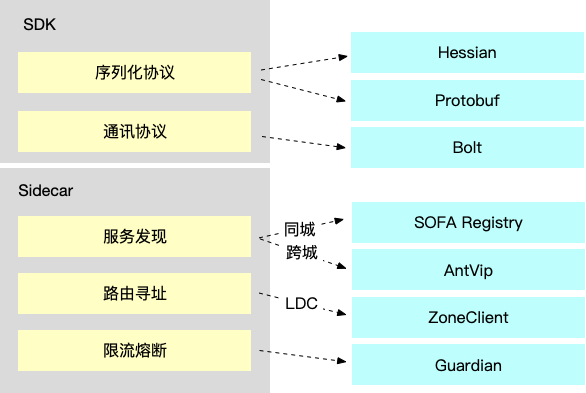 SDK
序列化协议
Hessian
Protobuf
通讯协议
Bolt
Sidecar
服务发现
同城
跨城
SOFA Registry
AntVip
路由寻址
LDC
ZoneClient
限流熔断
Guardian